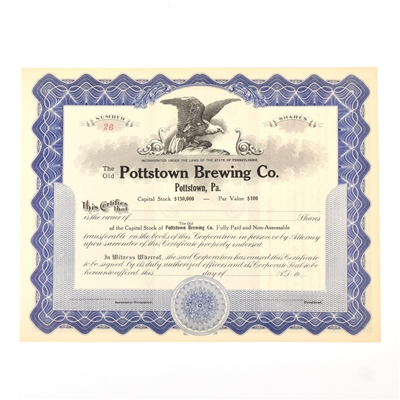 NUMBER
SHARES
26
INCORPORATED UNDER THE LAWS OF THE STATE OF PENNSYLVANIA.
The Old Pottstown Brewing Co.
Pottstown, Pa.
Capital Stock $150,000 — Par Value $100
This Certifies that
is the owner of Shares
of the Capital Stock of The Old Pottstown Brewing Co. Fully Paid and Non-Assessable
transferable on the books of this Corporation in person or by Attorney
upon surrender of this Certificate properly endorsed.
In Witness Whereof, the said Corporation has caused this Certificate
to be signed by its duly authorized officers and its Corporate Seal to be
hereunto affixed this day of A.D. 19
Secretary-Treasurer.
President.